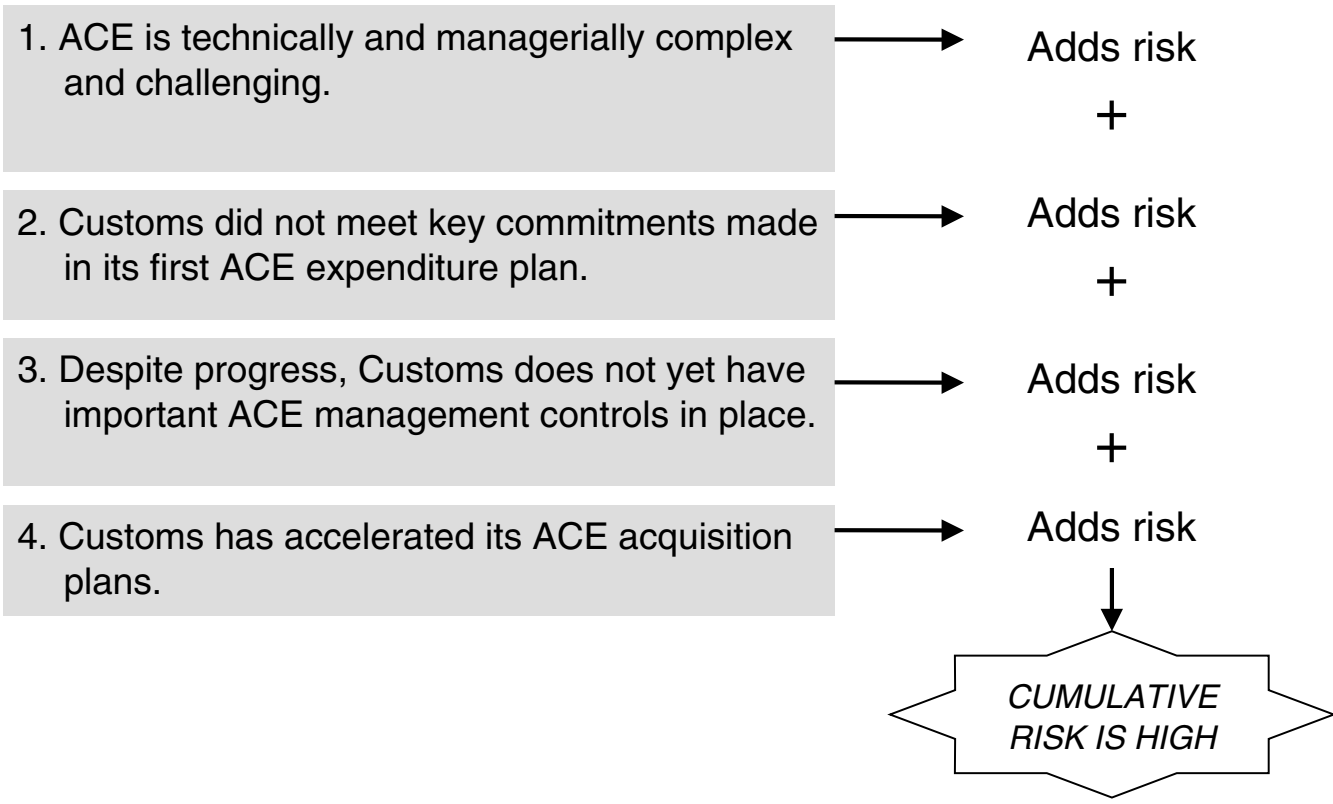 1. ACE is technically and managerially complex
and challenging.
Adds risk
+
2. Customs did not meet key commitments made
in its first ACE expenditure plan.
Adds risk
+
3. Despite progress, Customs does not yet have
important ACE management controls in place.
Adds risk
+
4. Customs has accelerated its ACE acquisition
plans.
Adds risk
CUMULATIVE
RISK IS HIGH